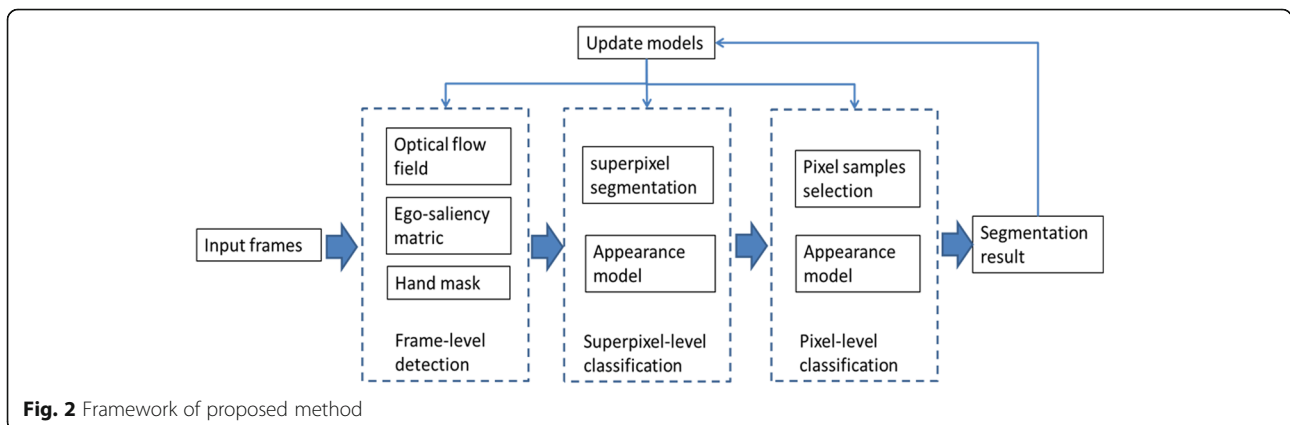 Update models
Input frames
Optical flow
field
Ego-saliency
matric
Hand mask
Frame-level
detection
superpixel
segmentation
Appearance
model
Superpixel-level
classification
Pixel samples
selection
Appearance
model
Pixel-level
classification
Segmentation
result
Fig. 2 Framework of proposed method